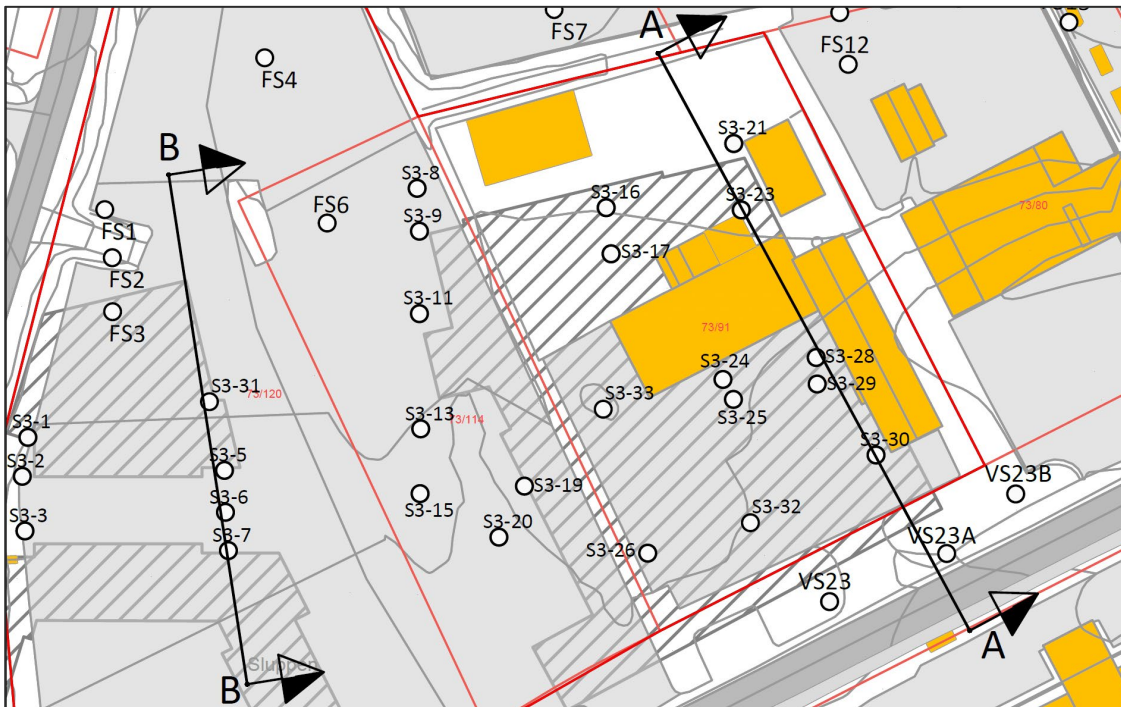 A
FS7
FS12
FS4
B
S3-21
S3-8
S3-16
S3-23
FS1
FS6
S3-9
73/80
S3-17
FS2
FS3
S3-11
73/91
S3-28
S3-24
S3-29
S3-31
73/120
S3-33
S3-25
S3-1
S3-13
73/114
S3-2
S3-5
S3-30
S3-6
S3-15
S3-19
VS23B
S3-3
S3-7
S3-20
S3-32
VS23A
S3-26
VS23
A
Sluppen
B